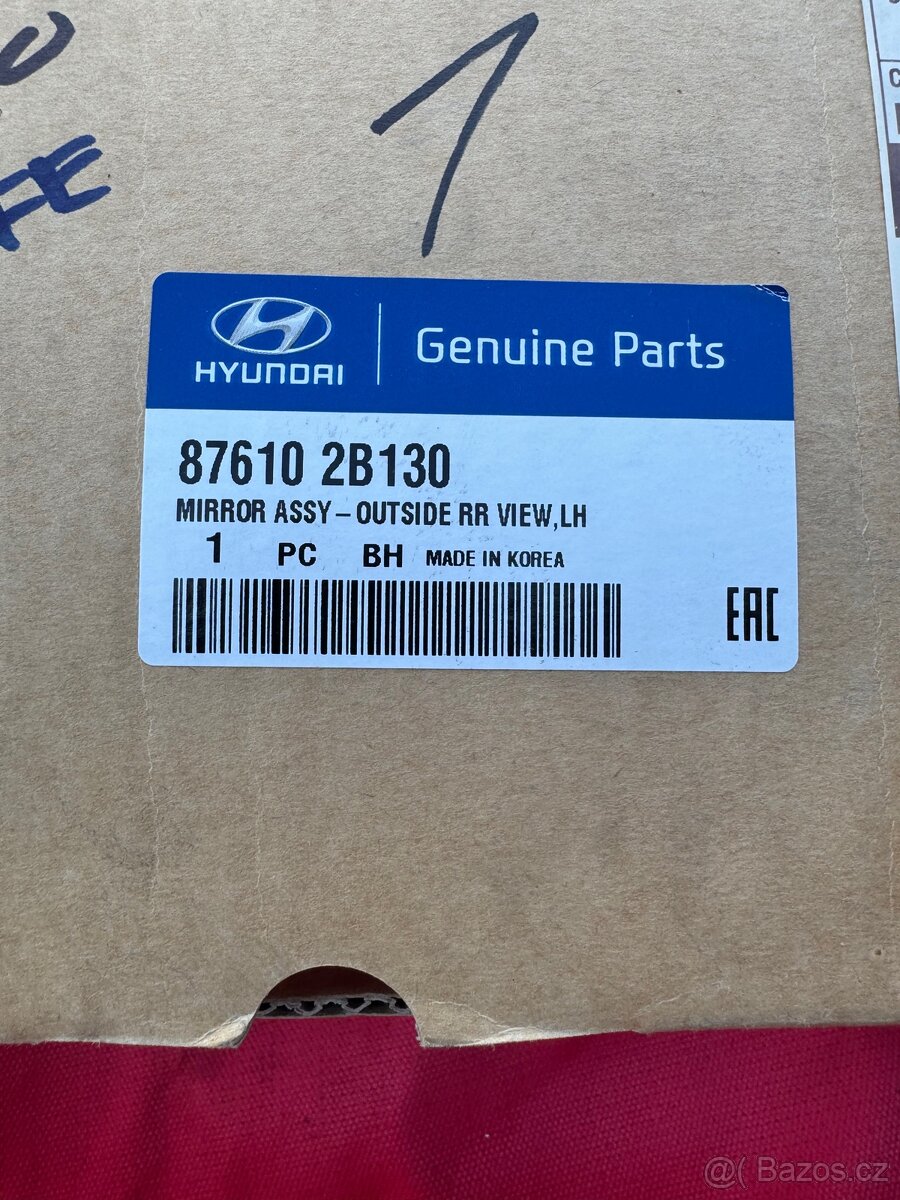 1
FE
HYUNDAI
Genuine Parts
87610 2B130
MIRROR ASSY – OUTSIDE RR VIEW,LH
1 PC BH MADE IN KOREA
EAC
@( Bazos.cz